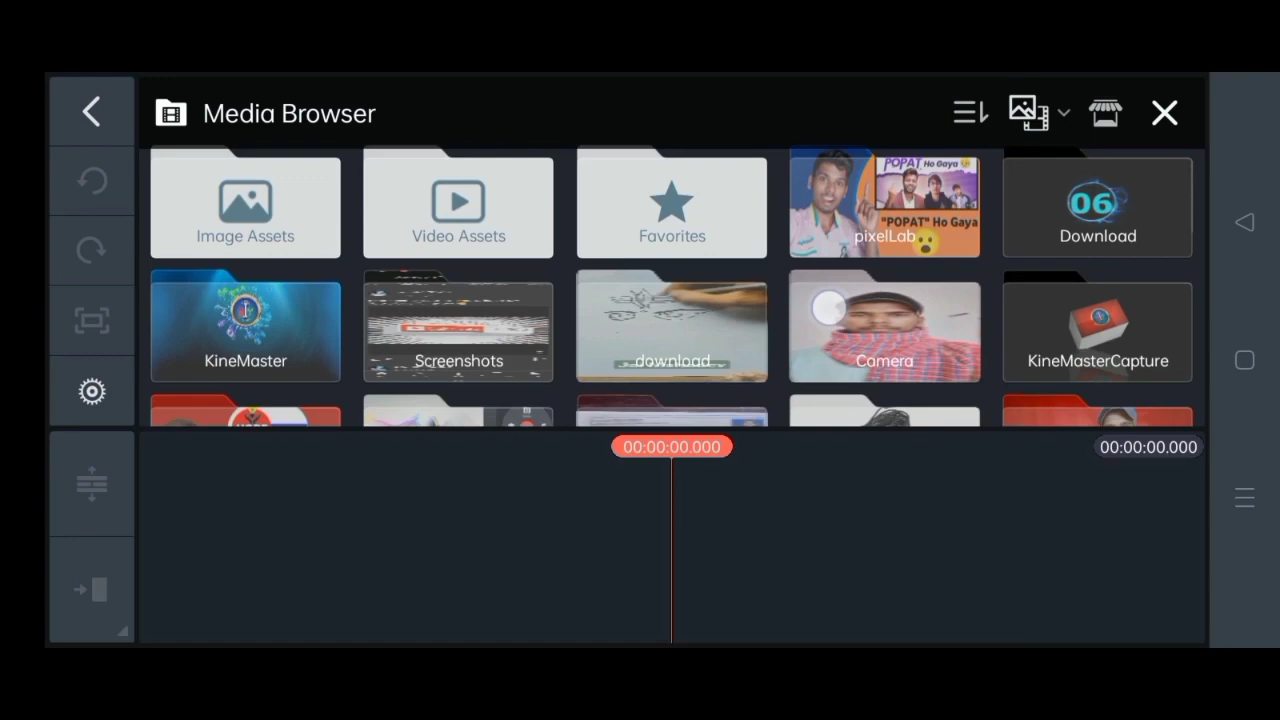 Media Browser
Image Assets
Video Assets
Favorites
POPAT Ho Gaya
"POPAT" Ho Gaya
pixelLab
06
Download
KineMaster
Screenshots
download
Camera
KineMasterCapture
00:00:00.000
00:00:00.000